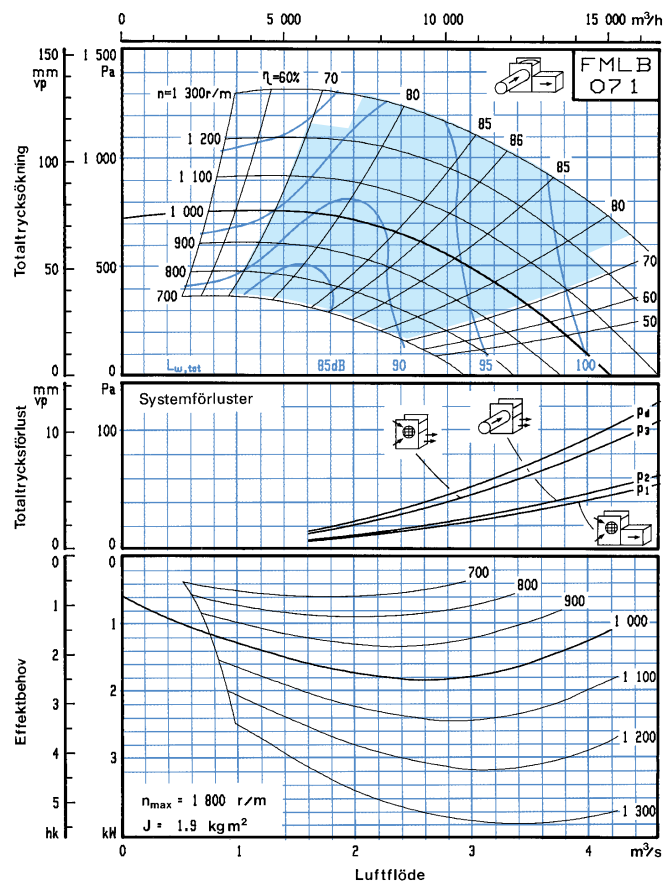 0 5 000 10 000 15 000 m³/h
mm vp
150
100
50
0
Totaltrycksökning
1 500
Pa
1 000
500
0
FMLB
071
n=1 300r/m
η=60%
70
80
85
86
85
80
70
60
50
1 200
1 100
1 000
900
800
700
Lw,tot
85dB 90 95 100
mm vp
10
0
Totaltrycksförlust
Pa
100
0
Systemförluster
pd
p3
p2
p1
0
1
2
3
4
5
hk
Effektbehov
0
1
2
3
kW
700
800
900
1 000
1 100
1 200
1 300
nmax = 1 800 r/m
J = 1.9 kgm²
0 1 2 3 4 m³/s
Luftflöde